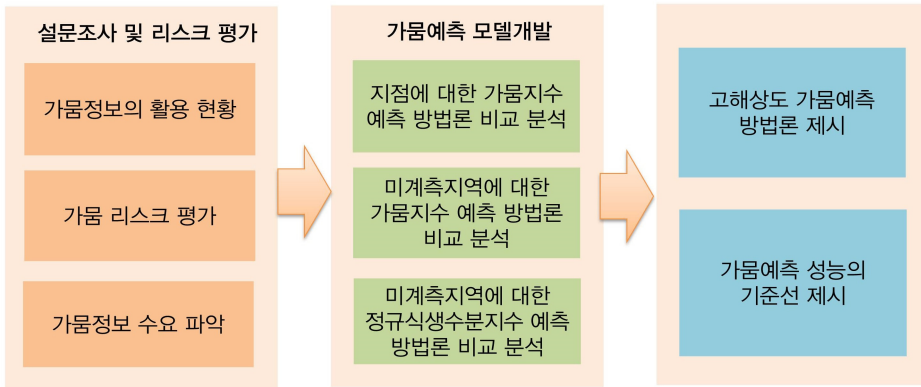 설문조사 및 리스크 평가
가뭄정보의 활용 현황
가뭄 리스크 평가
가뭄정보 수요 파악
가뭄예측 모델개발
지점에 대한 가뭄지수
예측 방법론 비교 분석
미계측지역에 대한
가뭄지수 예측 방법론
비교 분석
미계측지역에 대한
정규식생수분지수 예측
방법론 비교 분석
고해상도 가뭄예측
방법론 제시
가뭄예측 성능의
기준선 제시